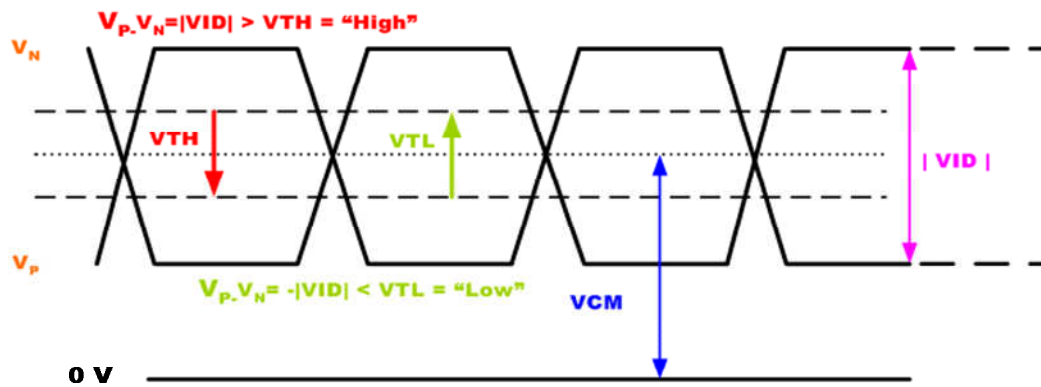 VP-VN=|VID| > VTH = “High”
VN
VTH
VTL
| VID |
VP
VP-VN= -|VID| < VTL = “Low”
VCM
0 V